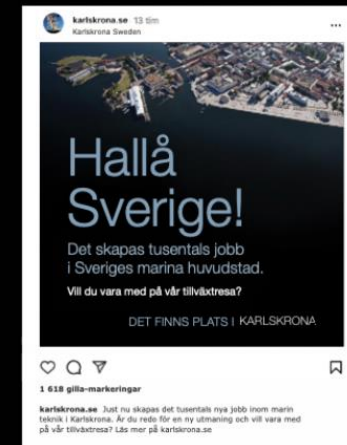 karlskrona.se 13 tim
Karlskrona Sweden
Hallå
Sverige!
Det skapas tusentals jobb
i Sveriges marina huvudstad.
Vill du vara med på vår tillväxtresa?
DET FINNS PLATS I KARLSKRONA
1 618 gilla-markeringar
karlskrona.se Just nu skapas det tusentals nya jobb inom marin
teknik i Karlskrona. Är du redo för en ny utmaning och vill vara med
på vår tillväxtresa? Läs mer på karlskrona.se